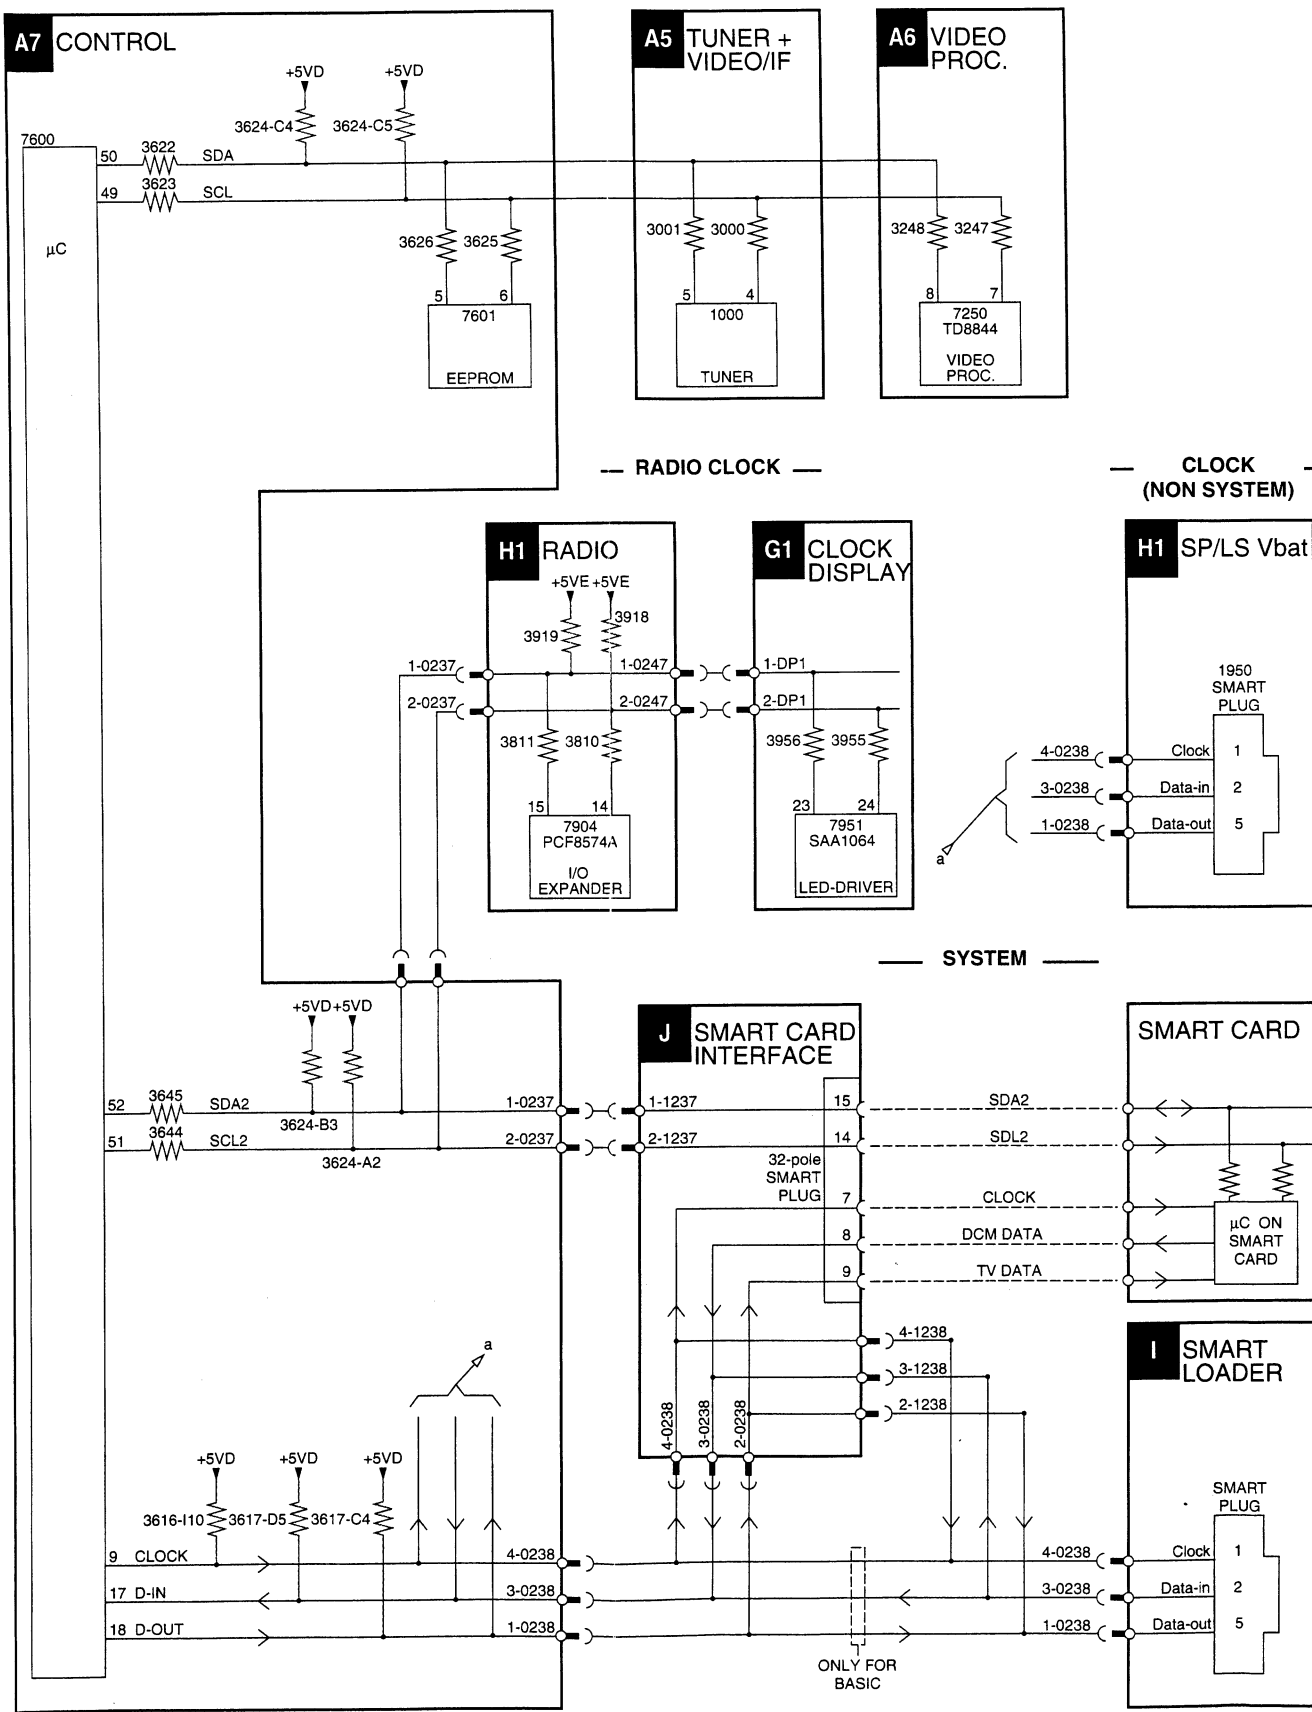 A7 CONTROL
A5 TUNER +
VIDEO/IF
A6 VIDEO
PROC.
+5VD
+5VD
3624-C4
3624-C5
7600
50
3622
SDA
49
3623
SCL
µC
3626
3625
3001
3000
3248
3247
5
6
5
4
8
7
7601
EEPROM
1000
TUNER
7250
TD8844
VIDEO
PROC.
RADIO CLOCK
CLOCK
(NON SYSTEM)
H1 RADIO
G1 CLOCK
DISPLAY
H1 SP/LS Vbat
+5VE +5VE
3919
3918
1-0237
1-0247
1-DP1
2-0237
2-0247
2-DP1
3811
3810
3956
3955
15
14
23
24
7904
PCF8574A
I/O
EXPANDER
7951
SAA1064
LED-DRIVER
1950
SMART
PLUG
4-0238
Clock
1
3-0238
Data-in
2
1-0238
Data-out
5
a
SYSTEM
+5VD +5VD
J SMART CARD
INTERFACE
SMART CARD
52
3645
SDA2
3624-B3
1-0237
1-1237
15
SDA2
51
3644
SCL2
3624-A2
2-0237
2-1237
14
SDL2
32-pole
SMART
PLUG
7
CLOCK
8
DCM DATA
9
TV DATA
µC ON
SMART
CARD
4-1238
3-1238
2-1238
4-0238
3-0238
2-0238
I SMART
LOADER
a
+5VD
+5VD
+5VD
3616-I10
3617-D5
3617-C4
SMART
PLUG
9 CLOCK
4-0238
4-0238
Clock
1
17 D-IN
3-0238
3-0238
Data-in
2
18 D-OUT
1-0238
1-0238
Data-out
5
ONLY FOR
BASIC